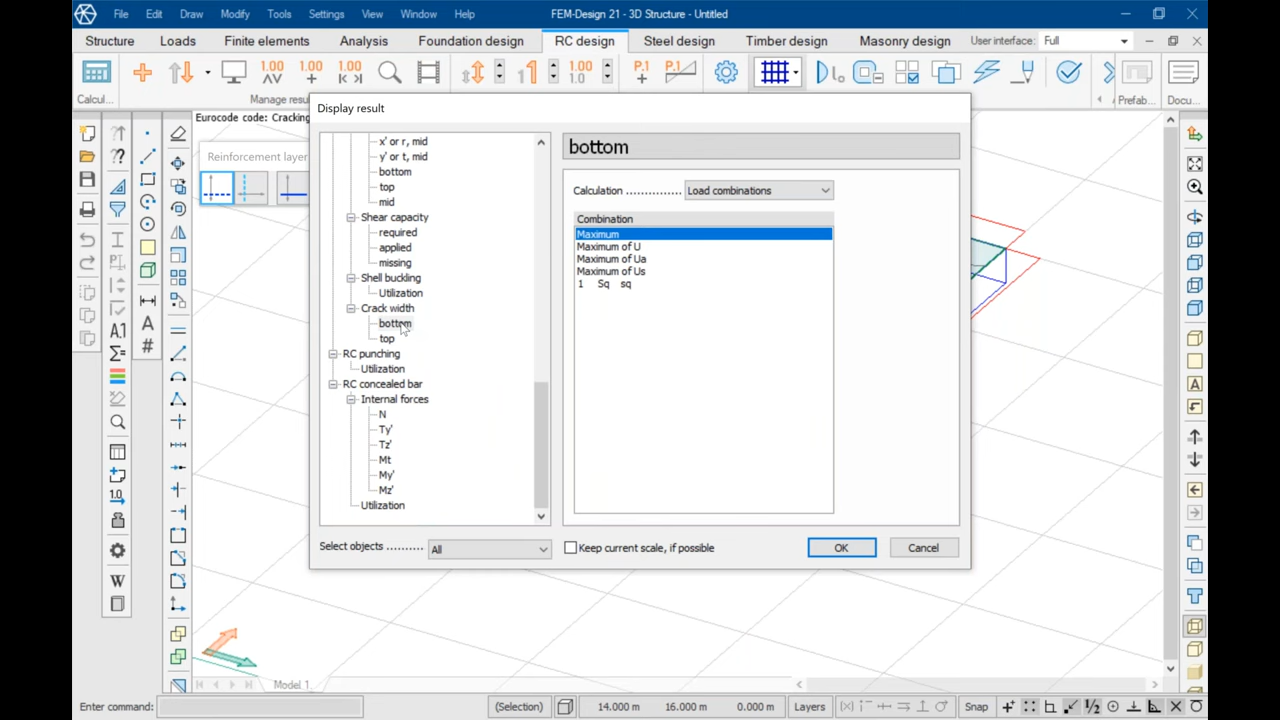 File Edit Draw Modify Tools Settings View Window Help
FEM-Design 21 - 3D Structure - Untitled
Structure Loads Finite elements Analysis Foundation design RC design Steel design Timber design Masonry design
User interface: Full
1.00 1.00 1.00 1.00 1.0 P.1 P.1
Calcul...
Manage resu
Prefab... Docu...
Eurocode code: Cracking
Reinforcement layer
Display result
x' or r, mid
y' or t, mid
bottom
top
mid
Shear capacity
required
applied
missing
Shell buckling
Utilization
Crack width
bottom
top
RC punching
Utilization
RC concealed bar
Internal forces
N
Ty'
Tz'
Mt
My'
Mz'
Utilization
bottom
Calculation ............... Load combinations
Combination
Maximum
Maximum of U
Maximum of Ua
Maximum of Us
1 Sq sq
Select objects .......... All
Keep current scale, if possible
OK Cancel
Model 1
Enter command:
(Selection)
14.000 m 16.000 m 0.000 m
Layers
Snap